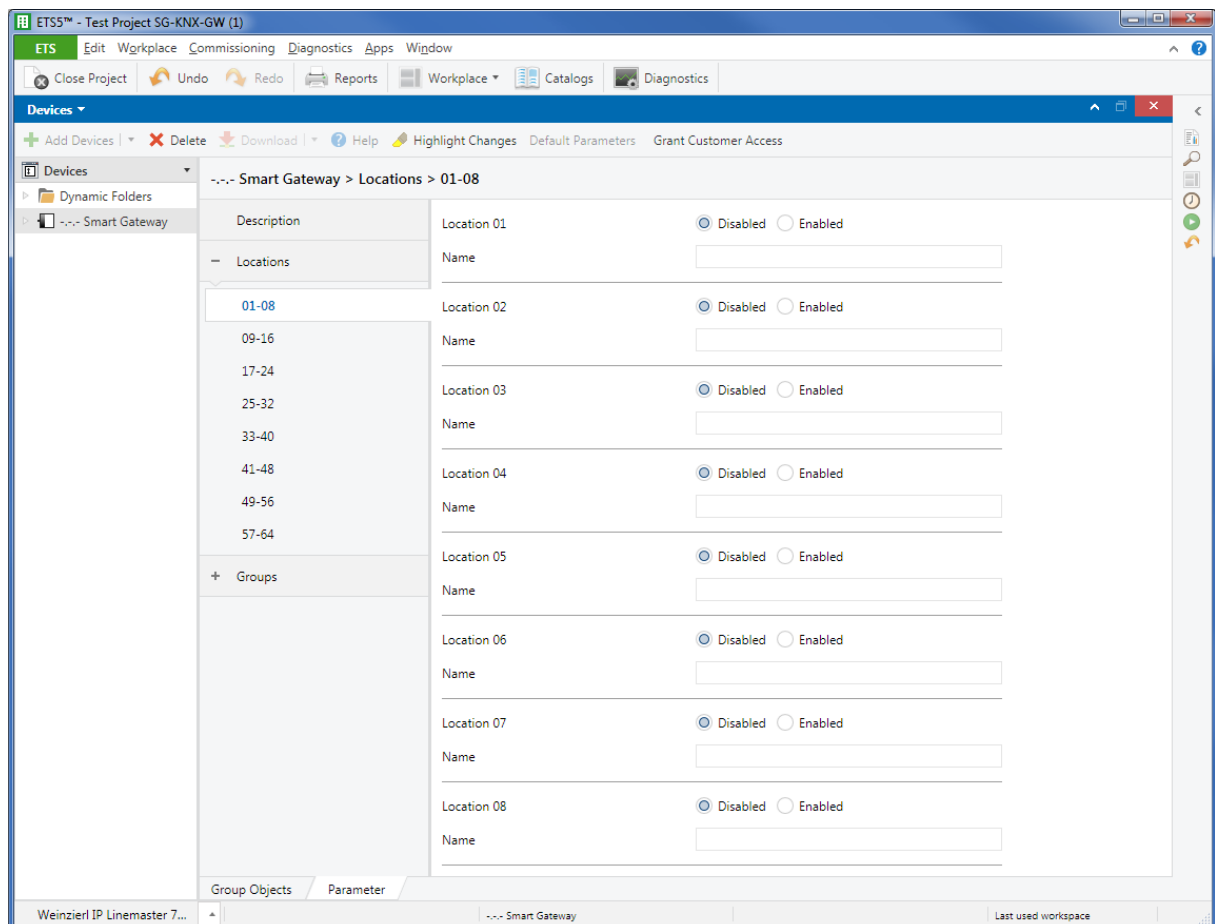 ETS5™ - Test Project SG-KNX-GW (1)
ETS Edit Workplace Commissioning Diagnostics Apps Window
Close Project Undo Redo Reports Workplace Catalogs Diagnostics
Devices
Add Devices Delete Download Help Highlight Changes Default Parameters Grant Customer Access
Devices
Dynamic Folders
-.-.- Smart Gateway
-.-.- Smart Gateway > Locations > 01-08
Description
Locations
01-08
09-16
17-24
25-32
33-40
41-48
49-56
57-64
Groups
Location 01 Disabled Enabled
Name
Location 02 Disabled Enabled
Name
Location 03 Disabled Enabled
Name
Location 04 Disabled Enabled
Name
Location 05 Disabled Enabled
Name
Location 06 Disabled Enabled
Name
Location 07 Disabled Enabled
Name
Location 08 Disabled Enabled
Name
Group Objects Parameter
Weinzierl IP Linemaster 7... -.-.- Smart Gateway Last used workspace